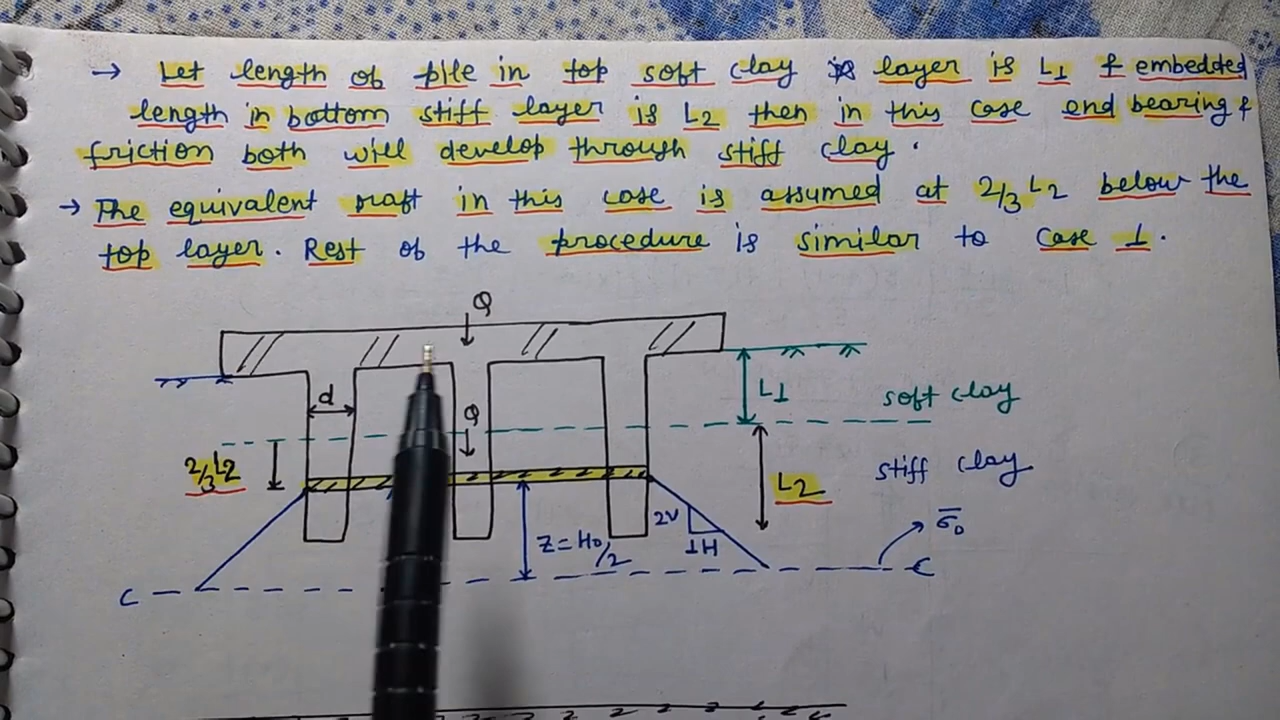 → Let length of pile in top soft clay is layer is L1 & embedded
length in bottom stiff layer is L2 then in this case end bearing &
friction both will develop through stiff clay.
→ The equivalent raft in this case is assumed at 2/3 L2 below the
top layer. Rest of the procedure is similar to case 1.
Q
L1
soft clay
d
Q
2/3 L2
L2
stiff clay
2V
1H
Z = H0/2
σ̄0
C
C